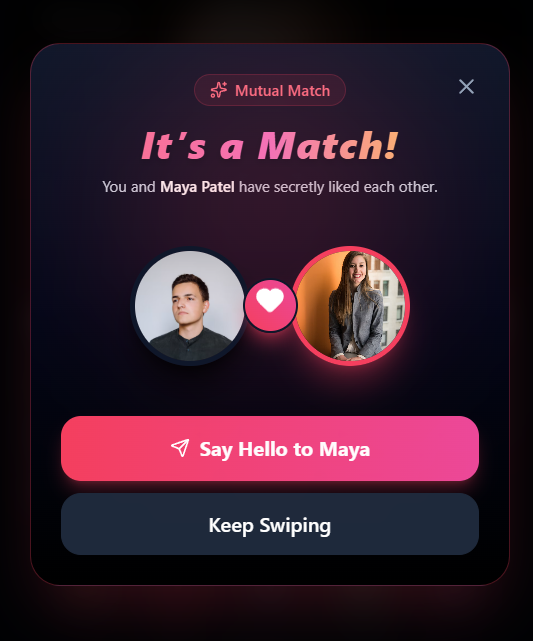 Mutual Match
It's a Match!
You and Maya Patel have secretly liked each other.
Say Hello to Maya
Keep Swiping